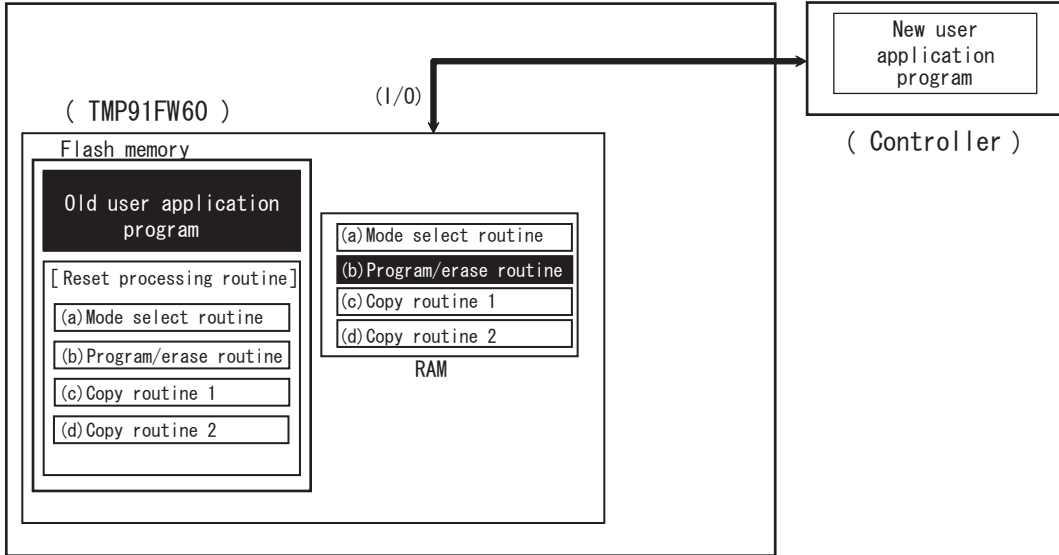 New user
application
program
( Controller )
(I/O)
( TMP91FW60 )
Flash memory
Old user application
program
[Reset processing routine]
(a)Mode select routine
(b)Program/erase routine
(c)Copy routine 1
(d)Copy routine 2
(a)Mode select routine
(b)Program/erase routine
(c)Copy routine 1
(d)Copy routine 2
RAM